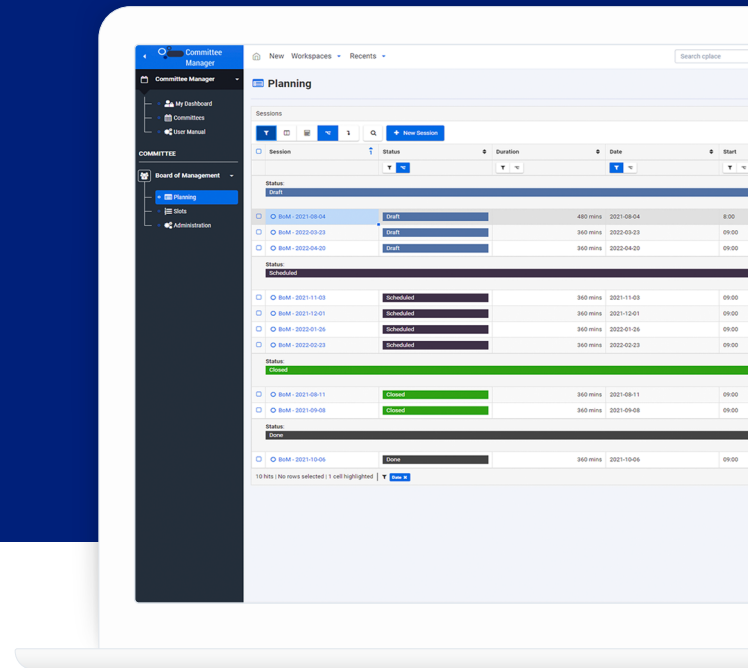 Committee
Manager
New Workspaces Recents
Search cplace
Committee Manager
Planning
My Dashboard
Committees
User Manual
COMMITTEE
Board of Management
Planning
Slots
Administration
Sessions
+ New Session
Session Status Duration Date Start
Status:
Draft
BoM - 2021-08-04 Draft 480 mins 2021-08-04 8:00
BoM - 2022-03-23 Draft 360 mins 2022-03-23 09:00
BoM - 2022-04-20 Draft 360 mins 2022-04-20 09:00
Status:
Scheduled
BoM - 2021-11-03 Scheduled 360 mins 2021-11-03 09:00
BoM - 2021-12-01 Scheduled 360 mins 2021-12-01 09:00
BoM - 2022-01-26 Scheduled 360 mins 2022-01-26 09:00
BoM - 2022-02-23 Scheduled 360 mins 2022-02-23 09:00
Status:
Closed
BoM - 2021-08-11 Closed 360 mins 2021-08-11 09:00
BoM - 2021-09-08 Closed 360 mins 2021-09-08 09:00
Status:
Done
BoM - 2021-10-06 Done 360 mins 2021-10-06 09:00
10 hits | No rows selected | 1 cell highlighted | Date x